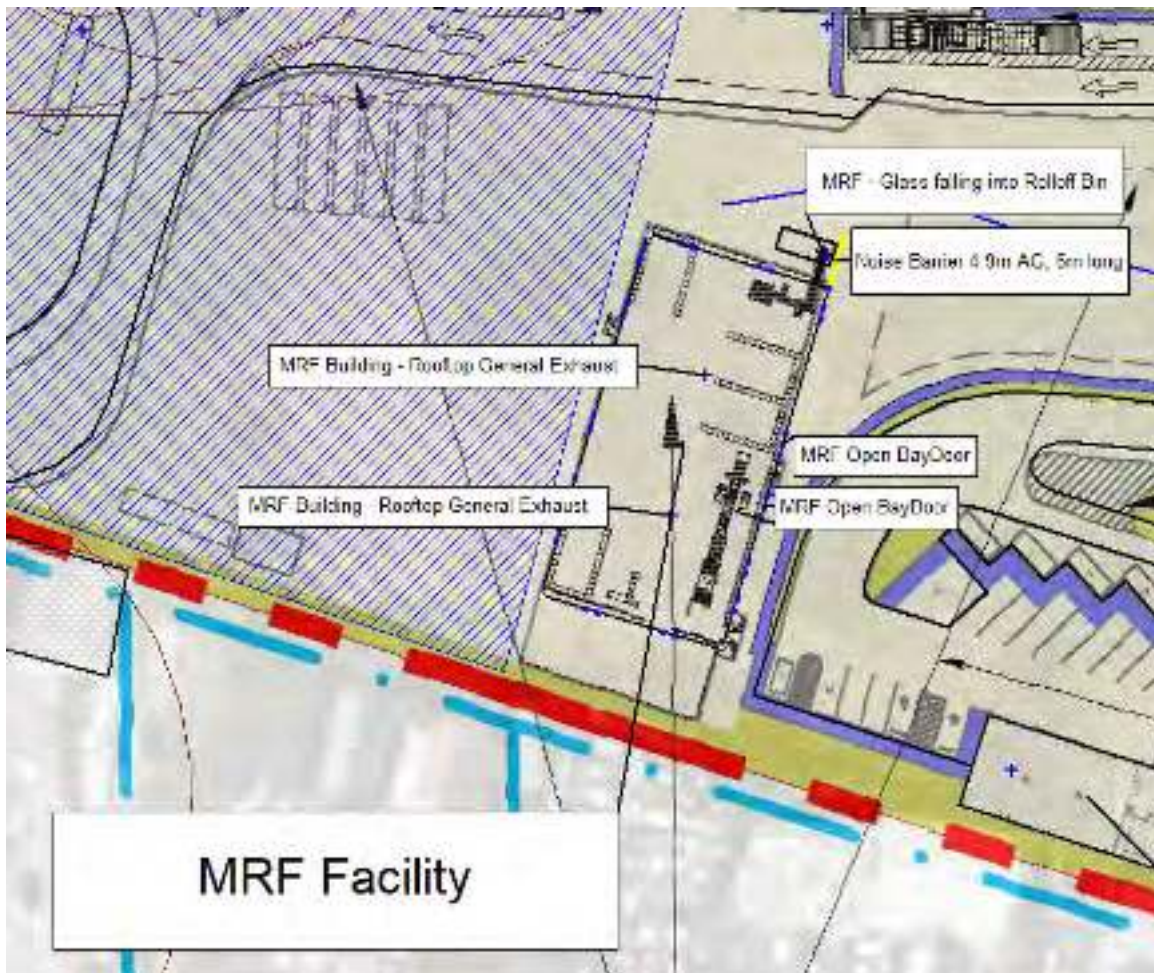 MRF - Glass falling into Rolloff Bin
Noise Barrier 4.9m AG, 5m long
MRF Building - Rooftop General Exhaust
MRF Open BayDoor
MRF Building - Rooftop General Exhaust
MRF Open BayDoor
MRF Facility